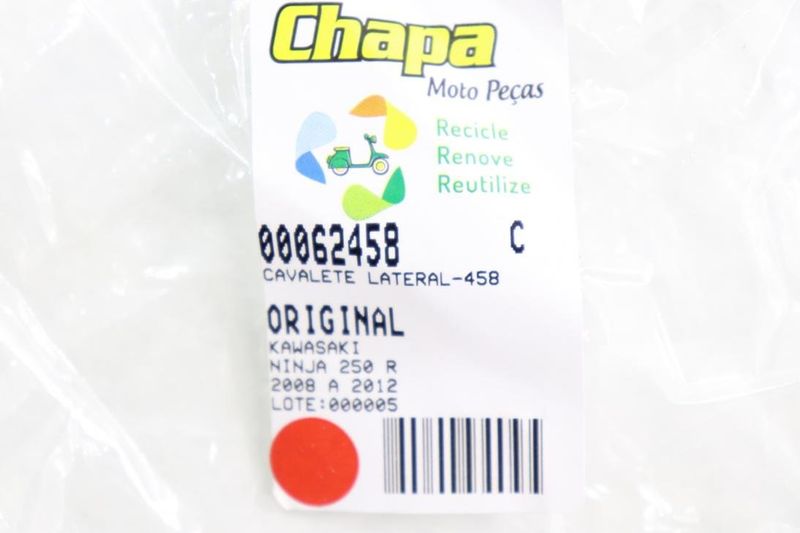 Chapa
Moto Peças
Recicle
Renove
Reutilize
00062458 C
CAVALETE LATERAL-458
ORIGINAL
KAWASAKI
NINJA 250 R
2008 A 2012
LOTE:000005